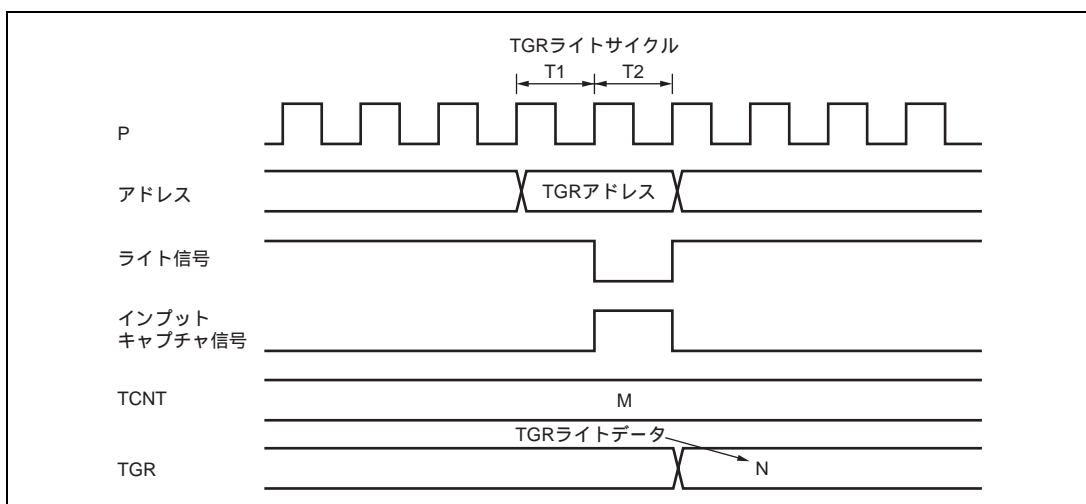 TGRライトサイクル
T1 T2
P
アドレス TGRアドレス
ライト信号
インプット
キャプチャ信号
TCNT M
TGRライトデータ
TGR N